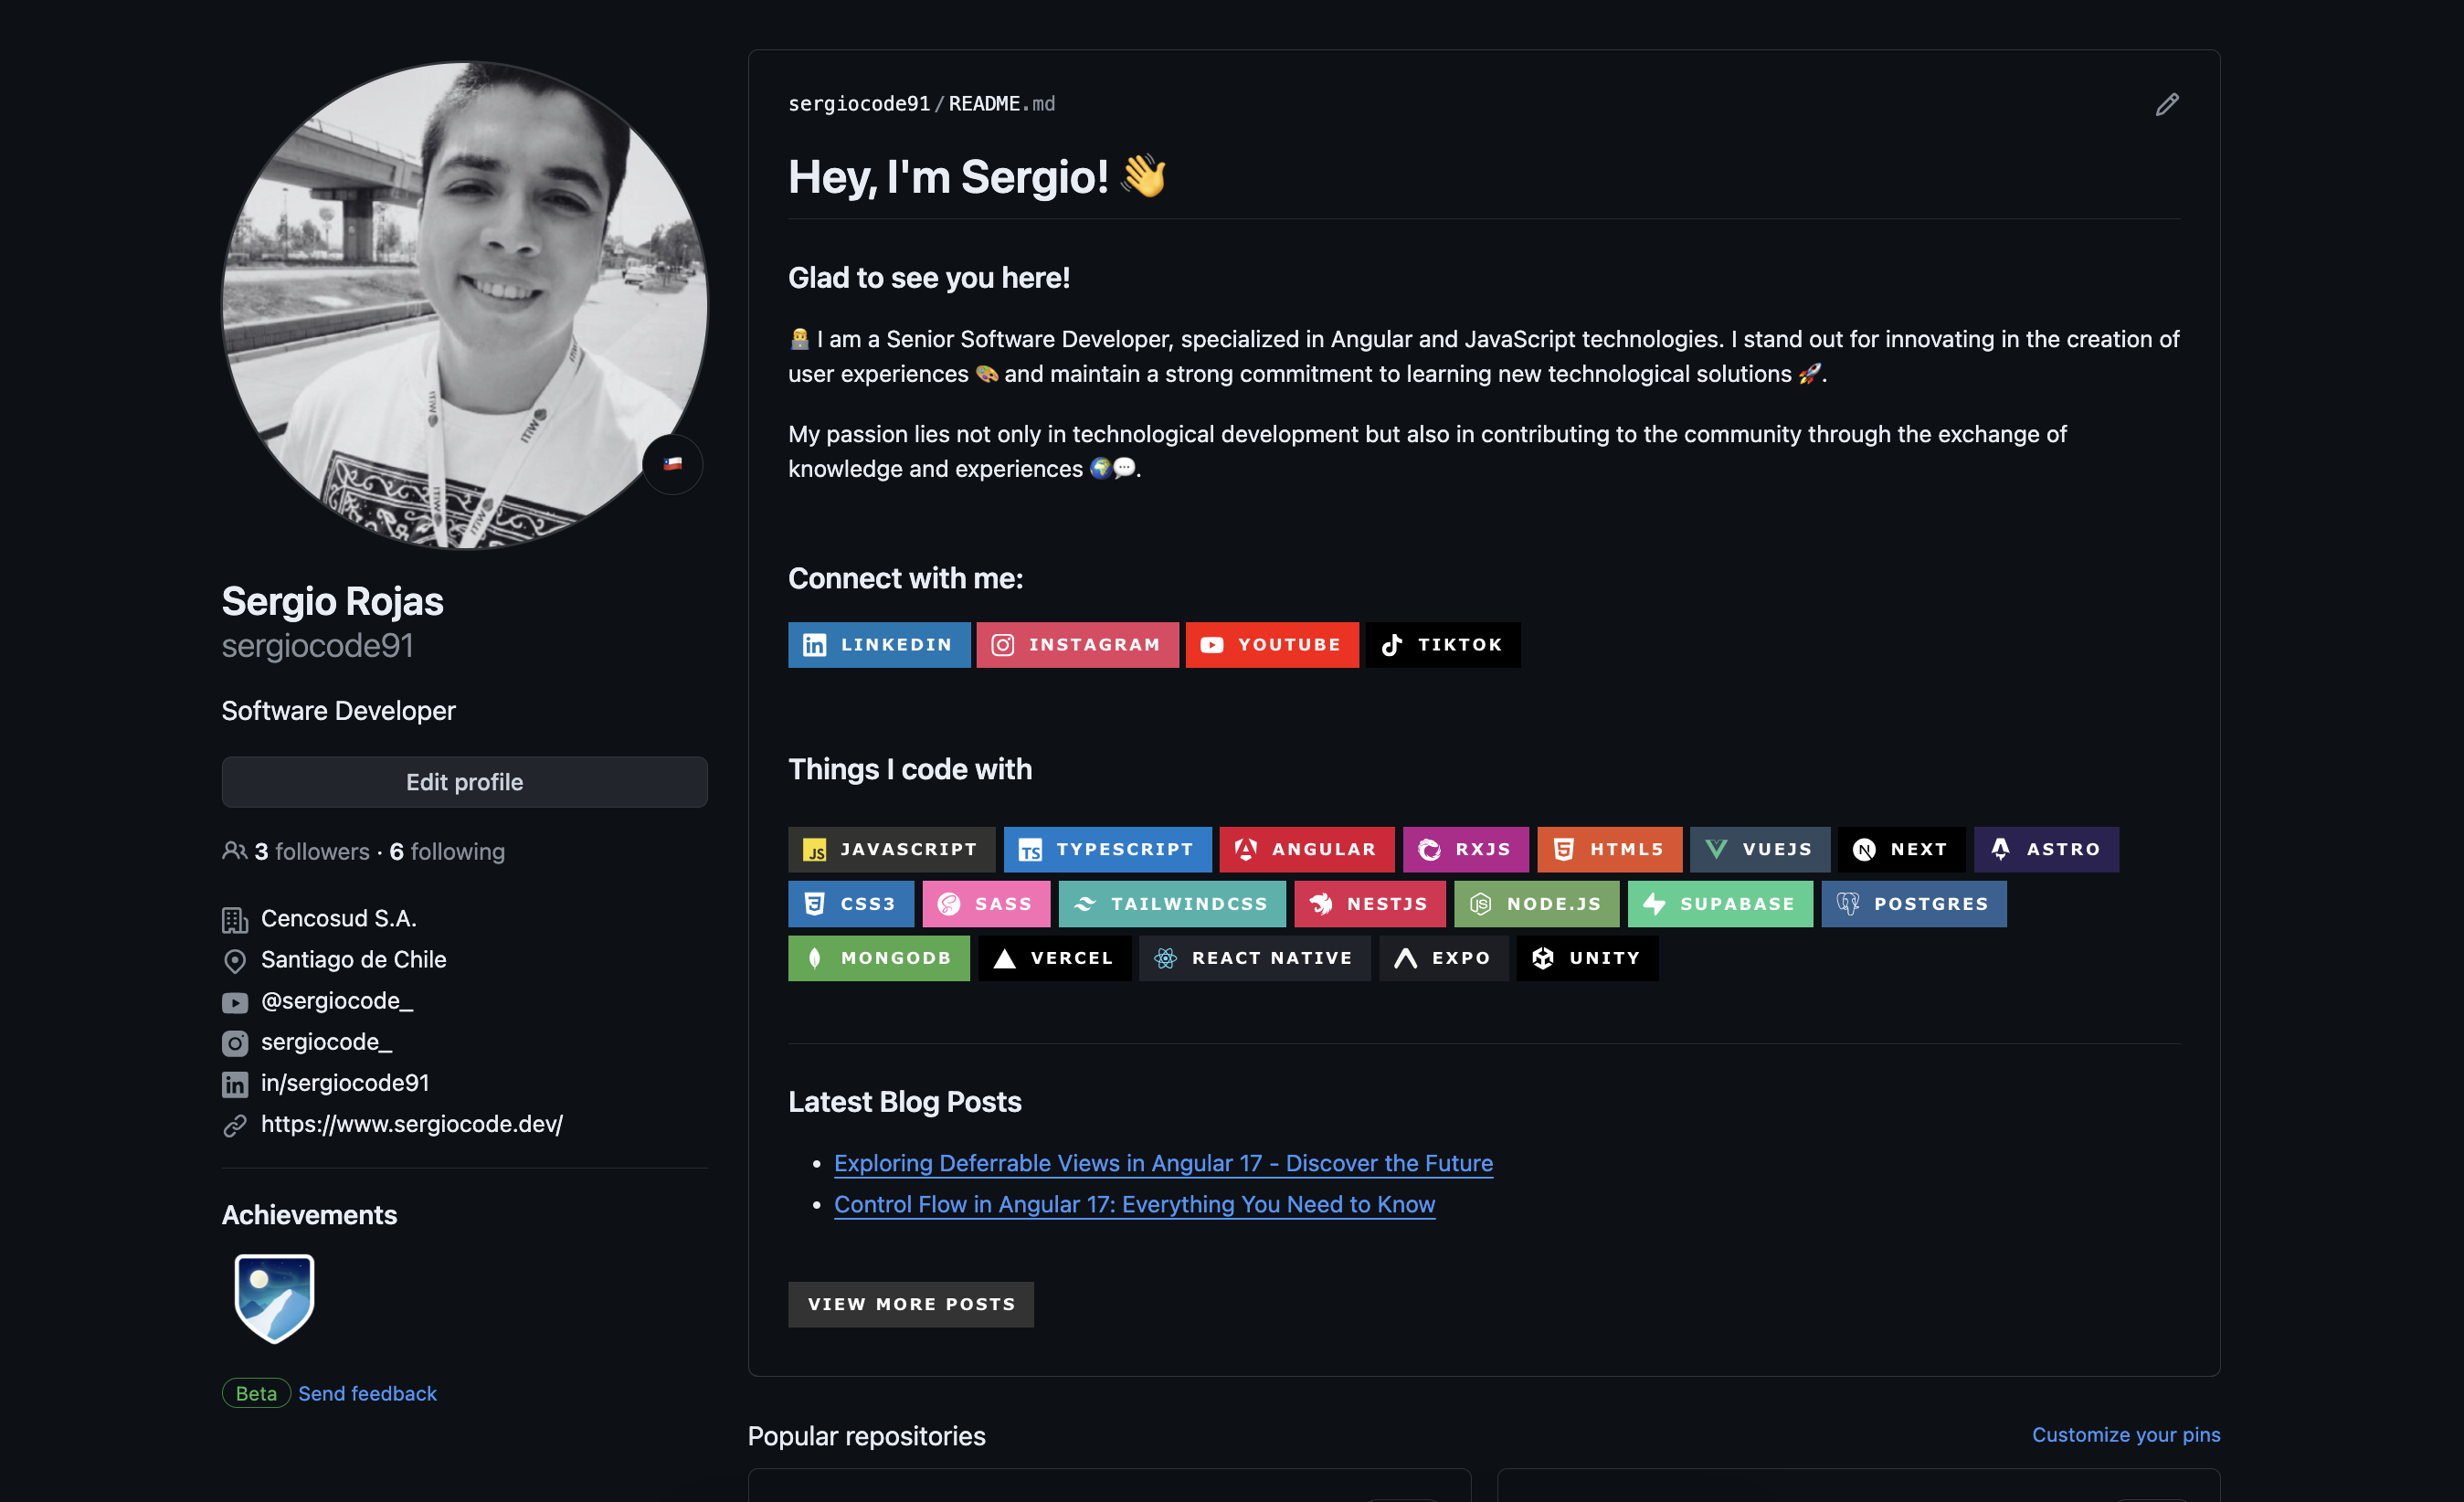 sergiocode91/README.md
Hey, I'm Sergio! 👋
Glad to see you here!
👨‍💻 I am a Senior Software Developer, specialized in Angular and JavaScript technologies. I stand out for innovating in the creation of
user experiences 🎨 and maintain a strong commitment to learning new technological solutions 🚀.
My passion lies not only in technological development but also in contributing to the community through the exchange of
knowledge and experiences 🌍💬.
Connect with me:
LINKEDIN INSTAGRAM YOUTUBE TIKTOK
Things I code with
JAVASCRIPT TYPESCRIPT ANGULAR RXJS HTML5 VUEJS NEXT ASTRO
CSS3 SASS TAILWINDCSS NESTJS NODE.JS SUPABASE POSTGRES
MONGODB VERCEL REACT NATIVE EXPO UNITY
Latest Blog Posts
Exploring Deferrable Views in Angular 17 - Discover the Future
Control Flow in Angular 17: Everything You Need to Know
VIEW MORE POSTS
Sergio Rojas
sergiocode91
Software Developer
Edit profile
3 followers · 6 following
Cencosud S.A.
Santiago de Chile
@sergiocode_
sergiocode_
in/sergiocode91
https://www.sergiocode.dev/
Achievements
Beta Send feedback
Popular repositories
Customize your pins